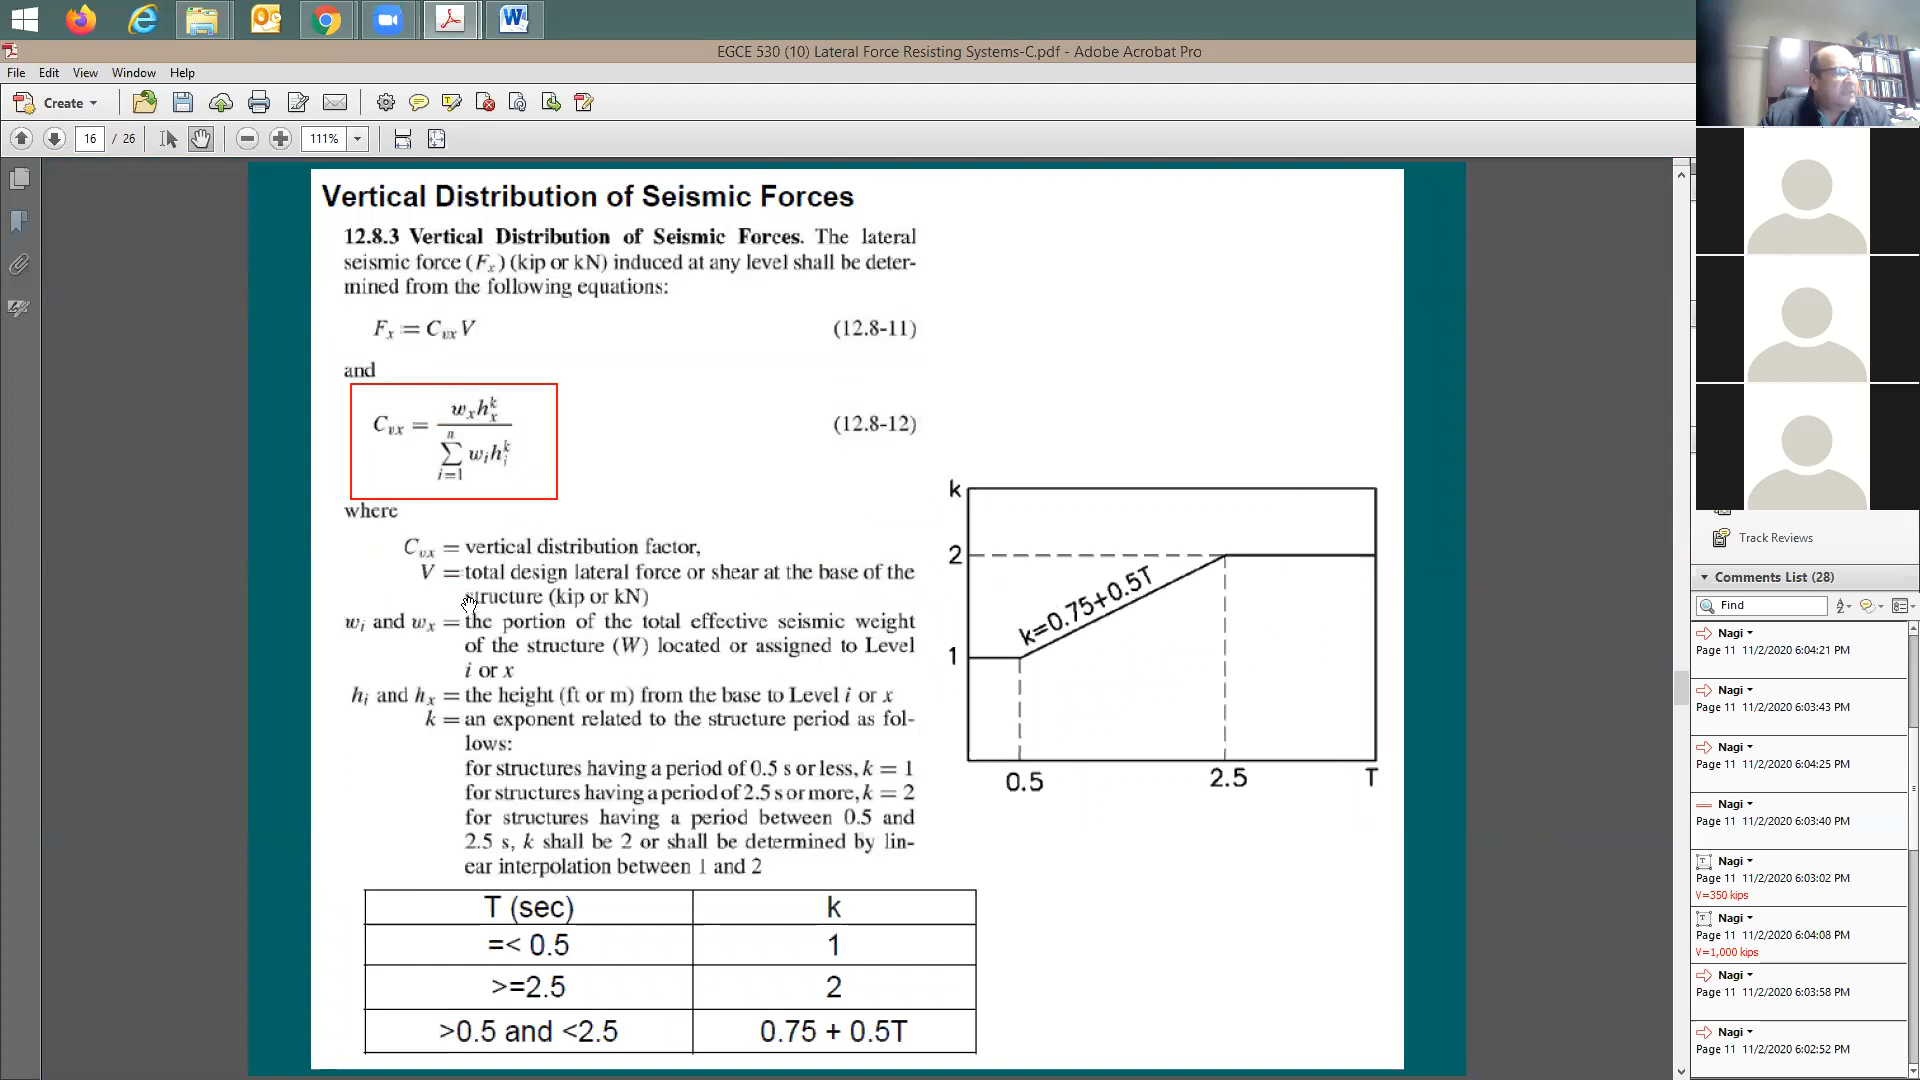 EGCE 530 (10) Lateral Force Resisting Systems-C.pdf - Adobe Acrobat Pro
File Edit View Window Help
Create
16 / 26 111%
Vertical Distribution of Seismic Forces
12.8.3 Vertical Distribution of Seismic Forces. The lateral
seismic force (Fₓ) (kip or kN) induced at any level shall be deter-
mined from the following equations:
Fₓ = Cᵥₓ V (12.8-11)
and
Cᵥₓ = wₓhₓᵏ / Σⁿᵢ₌₁ wᵢhᵢᵏ (12.8-12)
where
Cᵥₓ = vertical distribution factor,
V = total design lateral force or shear at the base of the
structure (kip or kN)
wᵢ and wₓ = the portion of the total effective seismic weight
of the structure (W) located or assigned to Level
i or x
hᵢ and hₓ = the height (ft or m) from the base to Level i or x
k = an exponent related to the structure period as fol-
lows:
for structures having a period of 0.5 s or less, k = 1
for structures having a period of 2.5 s or more, k = 2
for structures having a period between 0.5 and
2.5 s, k shall be 2 or shall be determined by lin-
ear interpolation between 1 and 2
T (sec) k
=< 0.5 1
>=2.5 2
>0.5 and <2.5 0.75 + 0.5T
k
2
k=0.75+0.5T
1
0.5 2.5 T
Track Reviews
Comments List (28)
Find
Nagi
Page 11 11/2/2020 6:04:21 PM
Nagi
Page 11 11/2/2020 6:03:43 PM
Nagi
Page 11 11/2/2020 6:04:25 PM
Nagi
Page 11 11/2/2020 6:03:40 PM
Nagi
Page 11 11/2/2020 6:03:02 PM
V=350 kips
Nagi
Page 11 11/2/2020 6:04:08 PM
V=1,000 kips
Nagi
Page 11 11/2/2020 6:03:58 PM
Nagi
Page 11 11/2/2020 6:02:52 PM